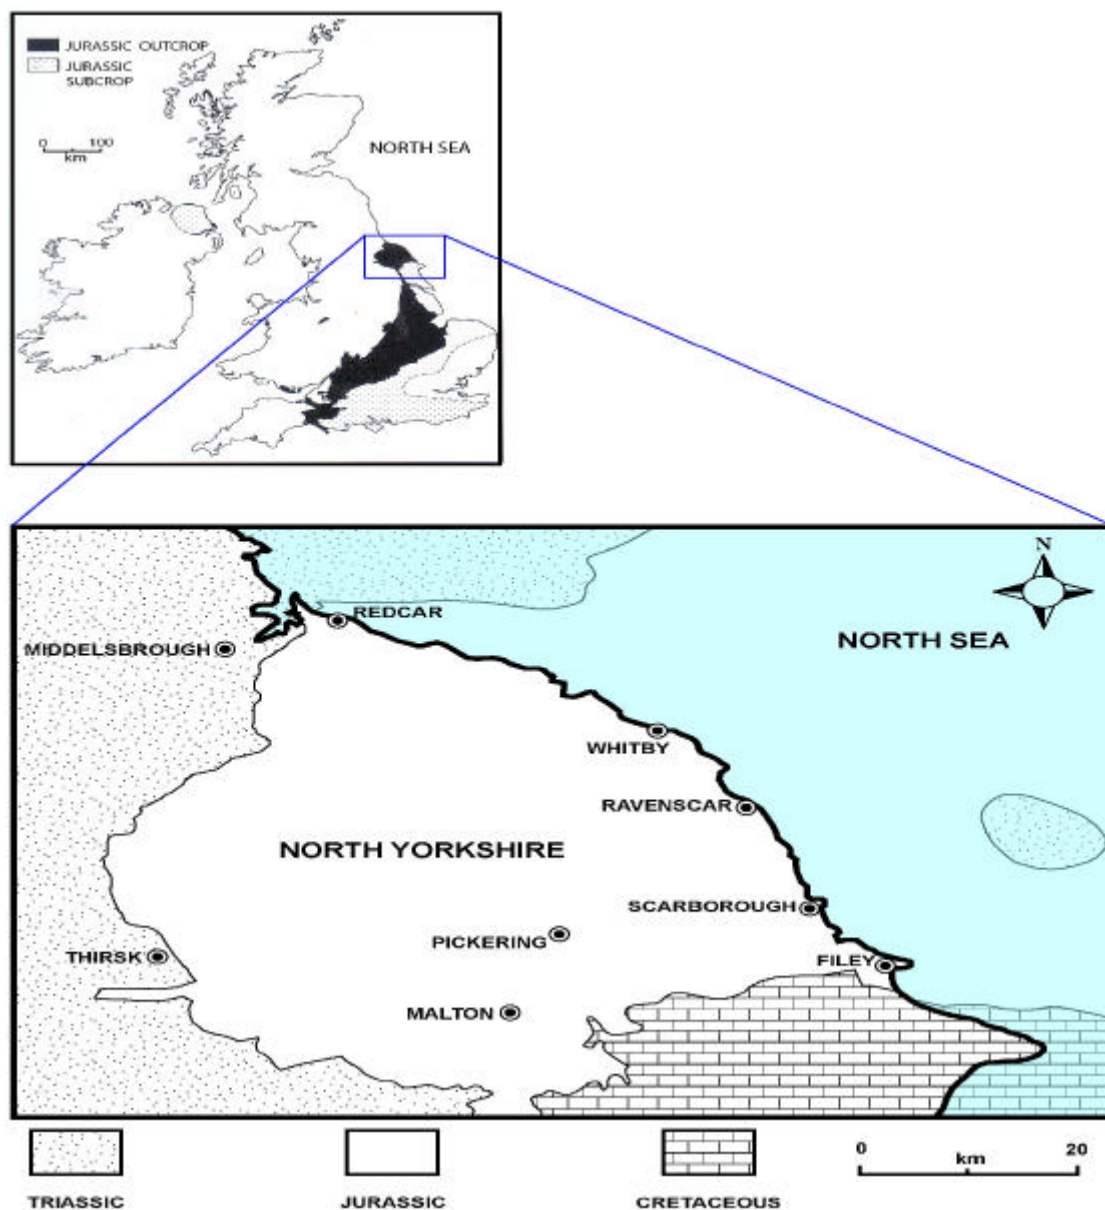 JURASSIC OUTCROP
JURASSIC
SUBCROP
0 100
km
NORTH SEA
N
REDCAR
NORTH SEA
MIDDELSBROUGH
WHITBY
RAVENSCAR
NORTH YORKSHIRE
SCARBOROUGH
PICKERING
THIRSK
FILEY
MALTON
0 km 20
TRIASSIC JURASSIC CRETACEOUS